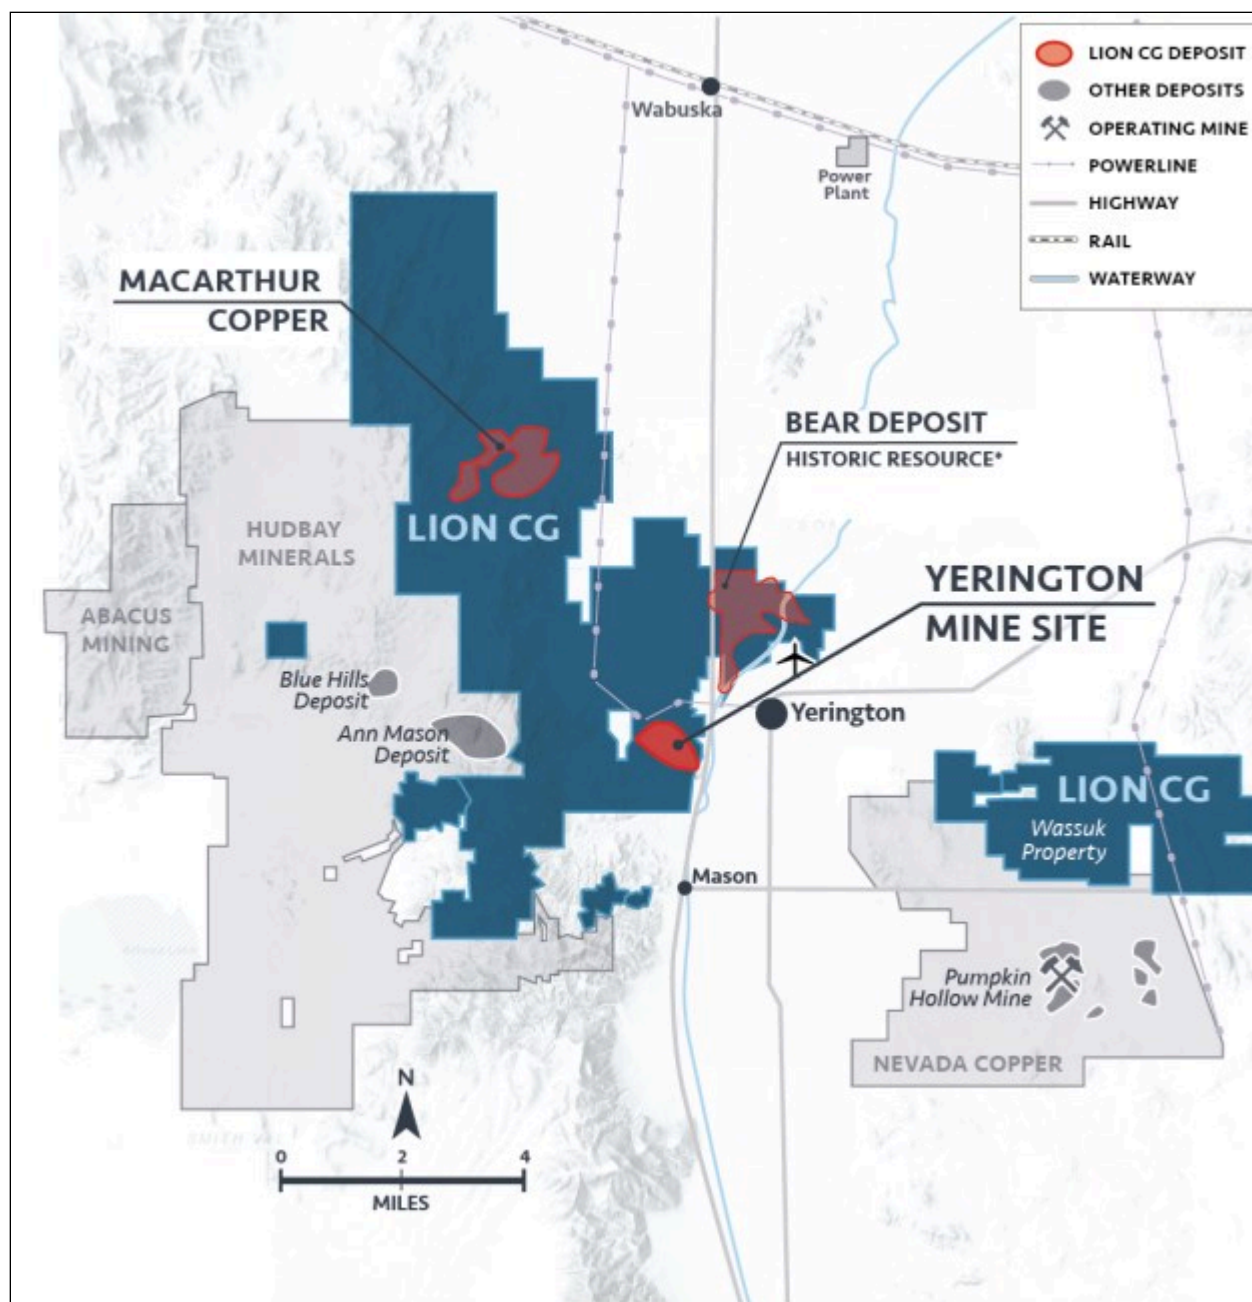 LION CG DEPOSIT
OTHER DEPOSITS
OPERATING MINE
POWERLINE
HIGHWAY
RAIL
WATERWAY
Wabuska
Power
Plant
MACARTHUR
COPPER
BEAR DEPOSIT
HISTORIC RESOURCE*
HUDBAY
MINERALS
LION CG
YERINGTON
MINE SITE
ABACUS
MINING
Blue Hills
Deposit
Ann Mason
Deposit
Yerington
LION CG
Wassuk
Property
Mason
Pumpkin
Hollow Mine
NEVADA COPPER
N
0 2 4
MILES